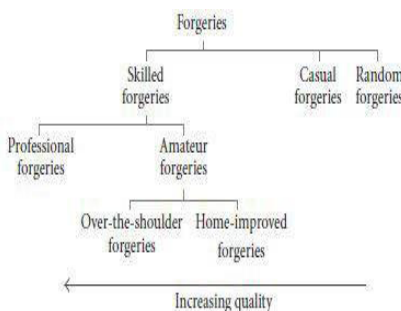 Forgeries
Skilled forgeries
Casual forgeries
Random forgeries
Professional forgeries
Amateur forgeries
Over-the-shoulder forgeries
Home-improved forgeries
Increasing quality